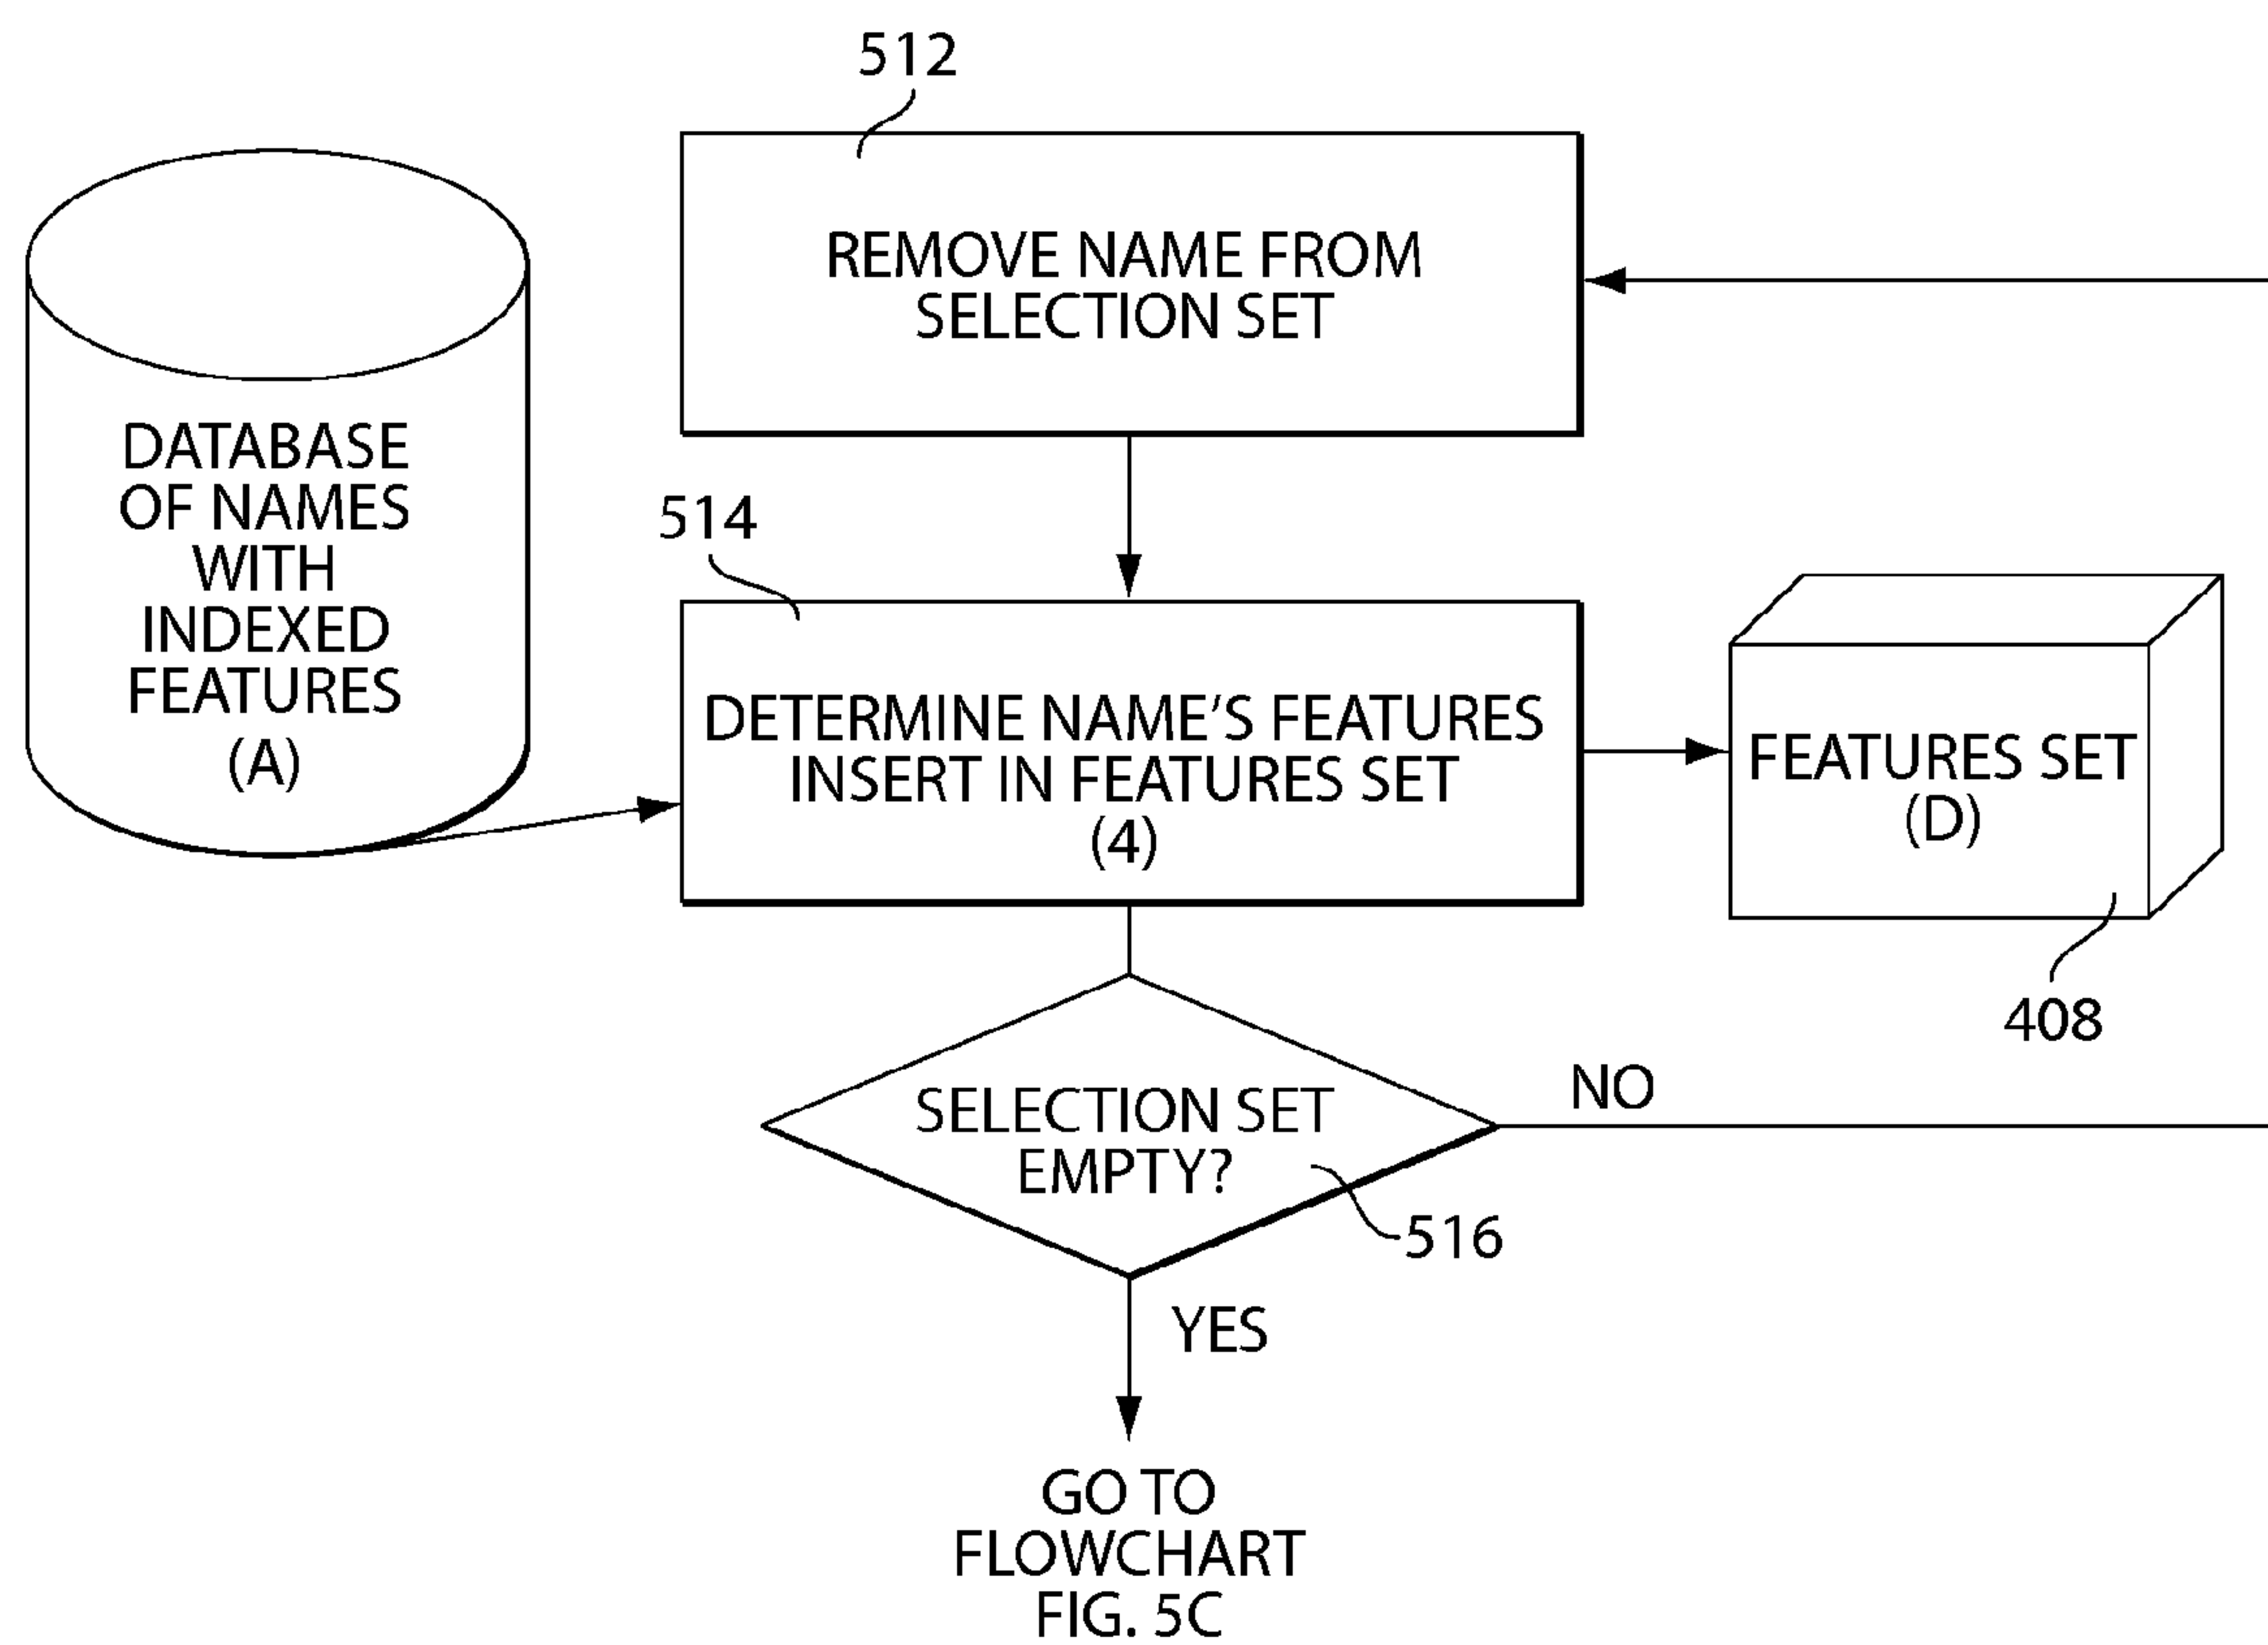 512
REMOVE NAME FROM
SELECTION SET
DATABASE
OF NAMES
WITH
INDEXED
FEATURES
(A)
514
DETERMINE NAME’S FEATURES
INSERT IN FEATURES SET
(4)
FEATURES SET
(D)
408
SELECTION SET
EMPTY?
NO
516
YES
GO TO
FLOWCHART
FIG. 5C